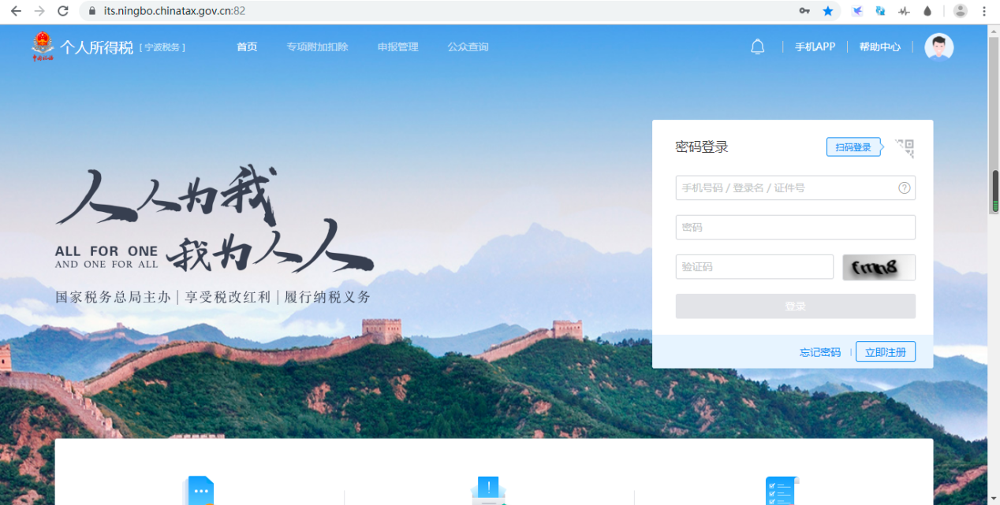 its.ningbo.chinatax.gov.cn:82
个人所得税 [ 宁波税务 ] 首页 专项附加扣除 申报管理 公众查询 手机APP 帮助中心
密码登录 扫码登录
手机号码 / 登录名 / 证件号
密码
验证码
登录
忘记密码 立即注册
人人为我
ALL FOR ONE
AND ONE FOR ALL
我为人人
国家税务总局主办 | 享受税改红利 | 履行纳税义务